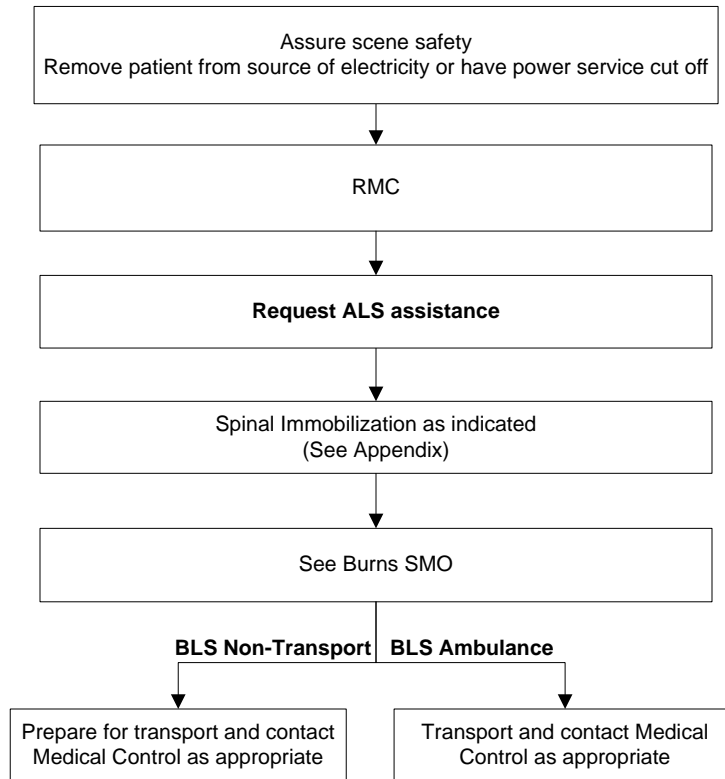 Assure scene safety
Remove patient from source of electricity or have power service cut off
RMC
Request ALS assistance
Spinal Immobilization as indicated
(See Appendix)
See Burns SMO
BLS Non-Transport
BLS Ambulance
Prepare for transport and contact
Medical Control as appropriate
Transport and contact Medical
Control as appropriate